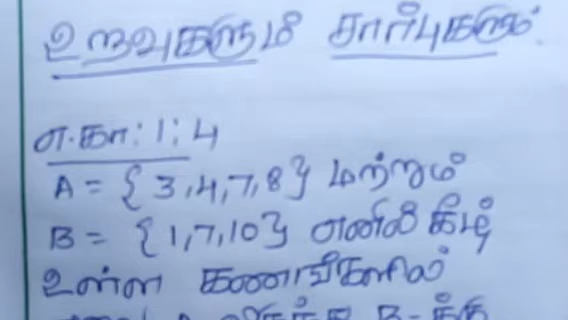 உறவுகளும் சார்புகளும்
எ.கா: 1:4
A = {3,4,7,8} மற்றும்
B = {1,7,10} எனில் கீழ்
உள்ள கணங்களில்